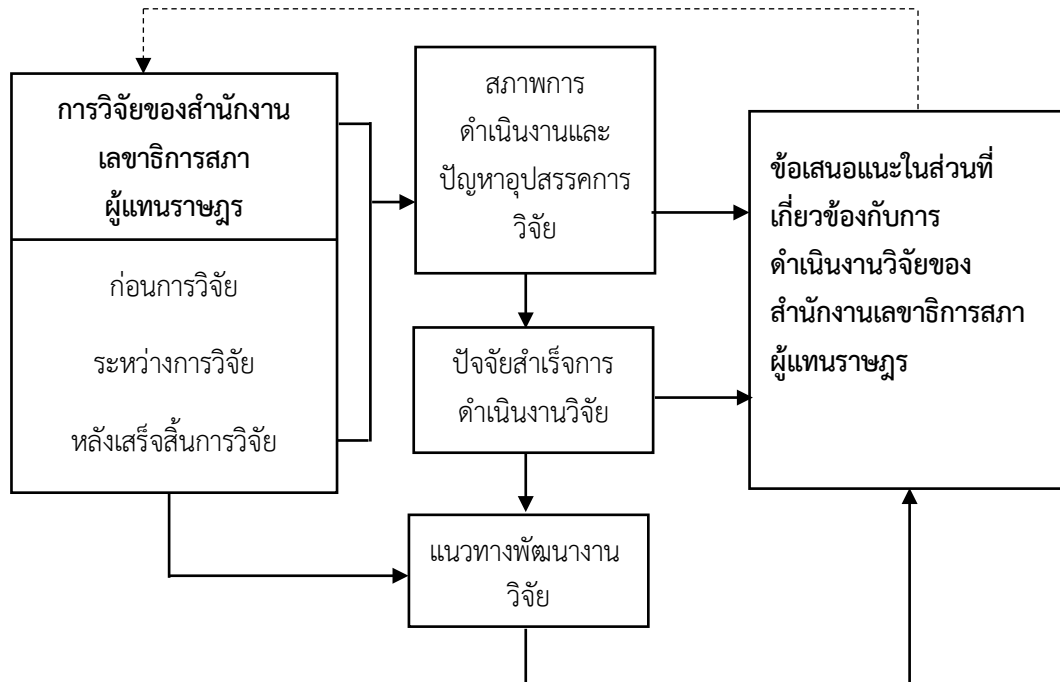 การวิจัยของสำนักงาน
เลขาธิการสภา
ผู้แทนราษฎร
ก่อนการวิจัย
ระหว่างการวิจัย
หลังเสร็จสิ้นการวิจัย
สภาพการ
ดำเนินงานและ
ปัญหาอุปสรรคการ
วิจัย
ปัจจัยสำเร็จการ
ดำเนินงานวิจัย
แนวทางพัฒนางาน
วิจัย
ข้อเสนอแนะในส่วนที่
เกี่ยวข้องกับการ
ดำเนินงานวิจัยของ
สำนักงานเลขาธิการสภา
ผู้แทนราษฎร